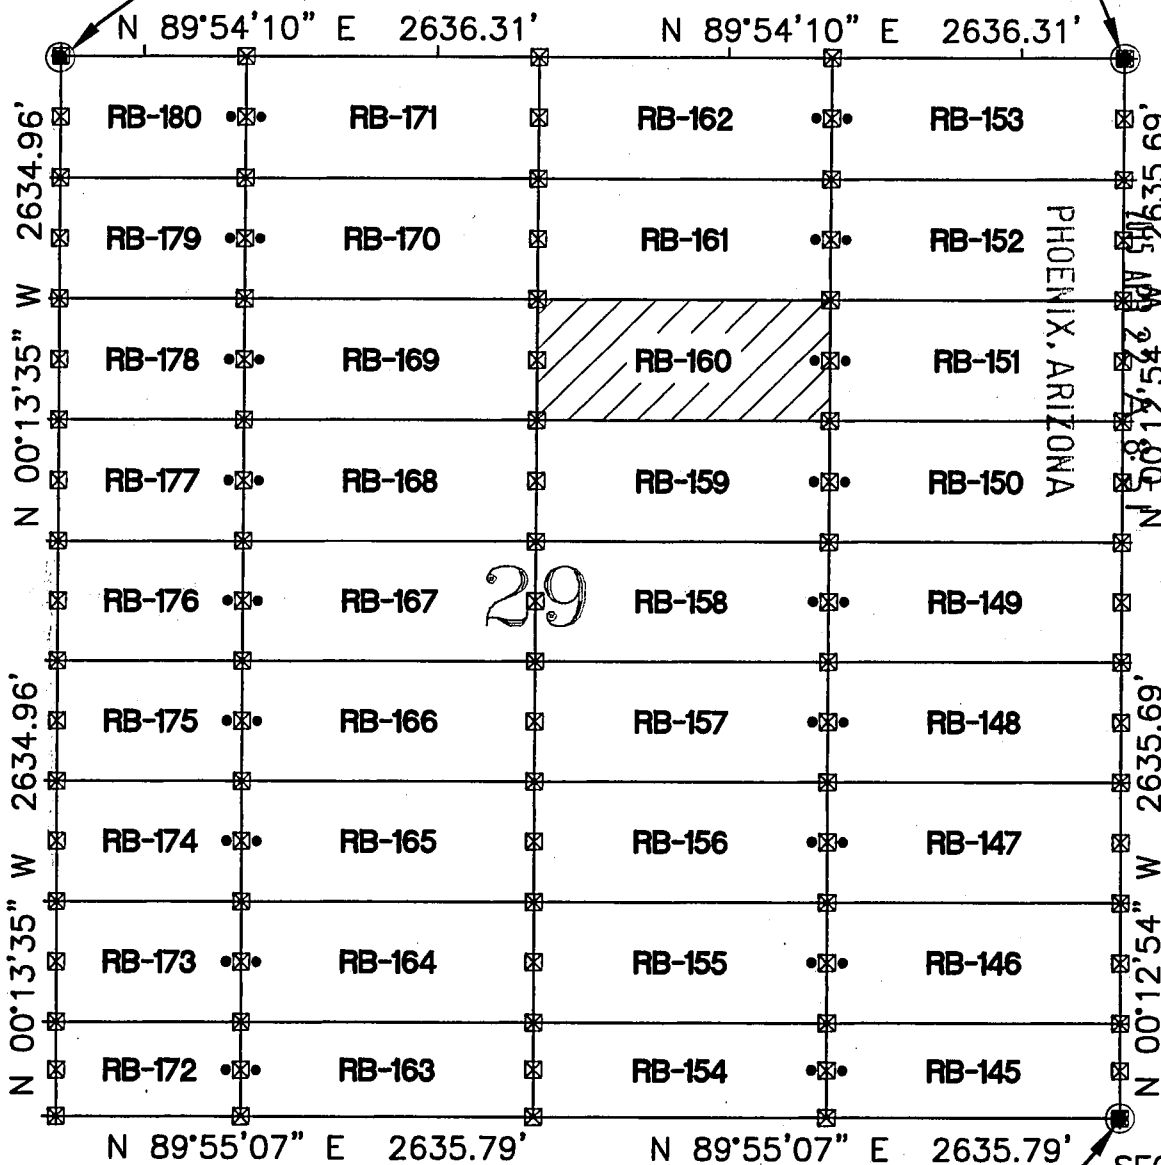 N 89°54'10" E 2636.31' N 89°54'10" E 2636.31'
RB-180 RB-171 RB-162 RB-153
RB-179 RB-170 RB-161 RB-152
RB-178 RB-169 RB-160 RB-151
RB-177 RB-168 RB-159 RB-150
RB-176 RB-167 29 RB-158 RB-149
RB-175 RB-166 RB-157 RB-148
RB-174 RB-165 RB-156 RB-147
RB-173 RB-164 RB-155 RB-146
RB-172 RB-163 RB-154 RB-145
N 89°55'07" E 2635.79' N 89°55'07" E 2635.79'
N 00°13'35" W 2634.96'
N 00°13'35" W 2634.96'
N 00°12'54" W 2635.69'
N 00°12'54" W 2635.69'
PHOENIX, ARIZONA